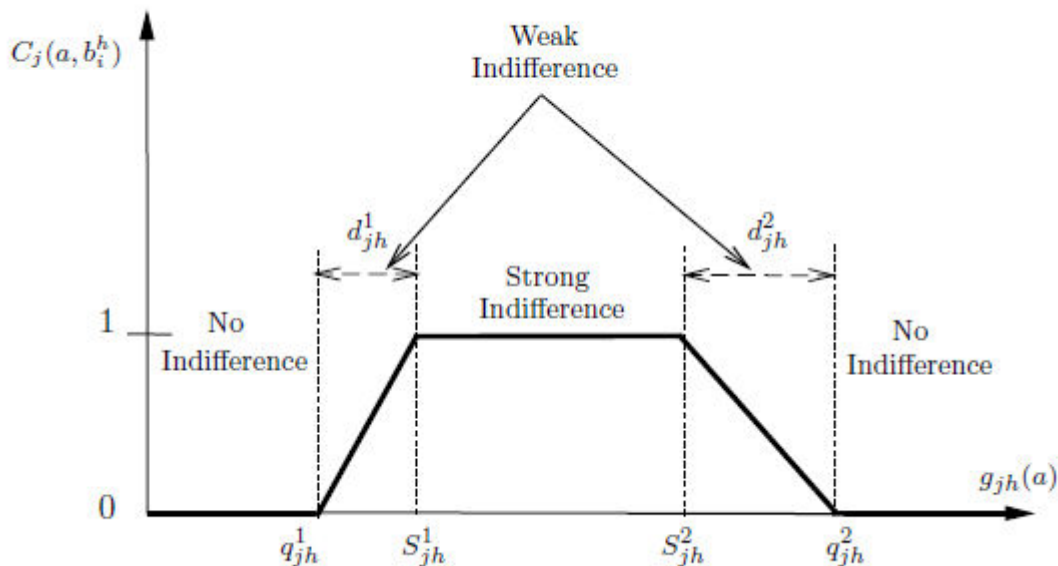 C_j(a, b_i^h)
Weak
Indifference
d_{jh}^1
d_{jh}^2
Strong
Indifference
1
No
Indifference
No
Indifference
0
g_{jh}(a)
q_{jh}^1
S_{jh}^1
S_{jh}^2
q_{jh}^2